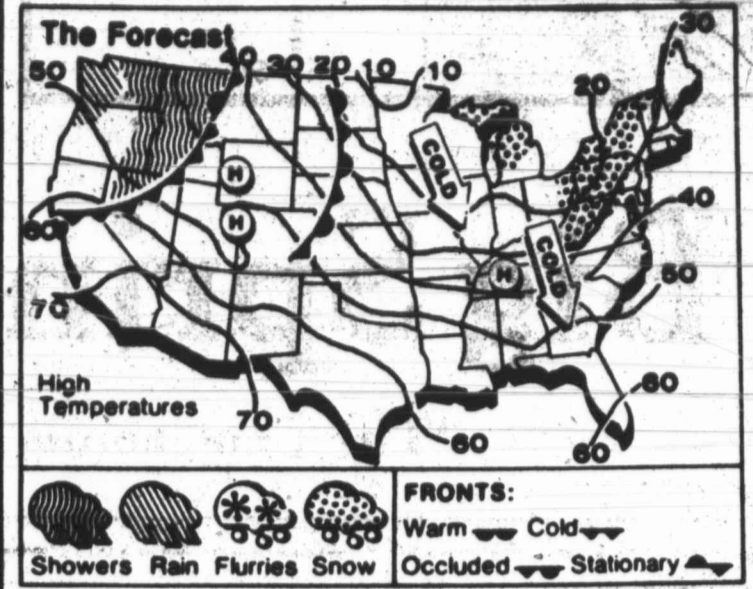 The Forecast
30
50 40 30 20 10 10
20
H
COLD
60
H
40
COLD
H
50
70
High
Temperatures
70
60
60
60
FRONTS:
Warm Cold
Showers Rain Flurries Snow
Occluded Stationary